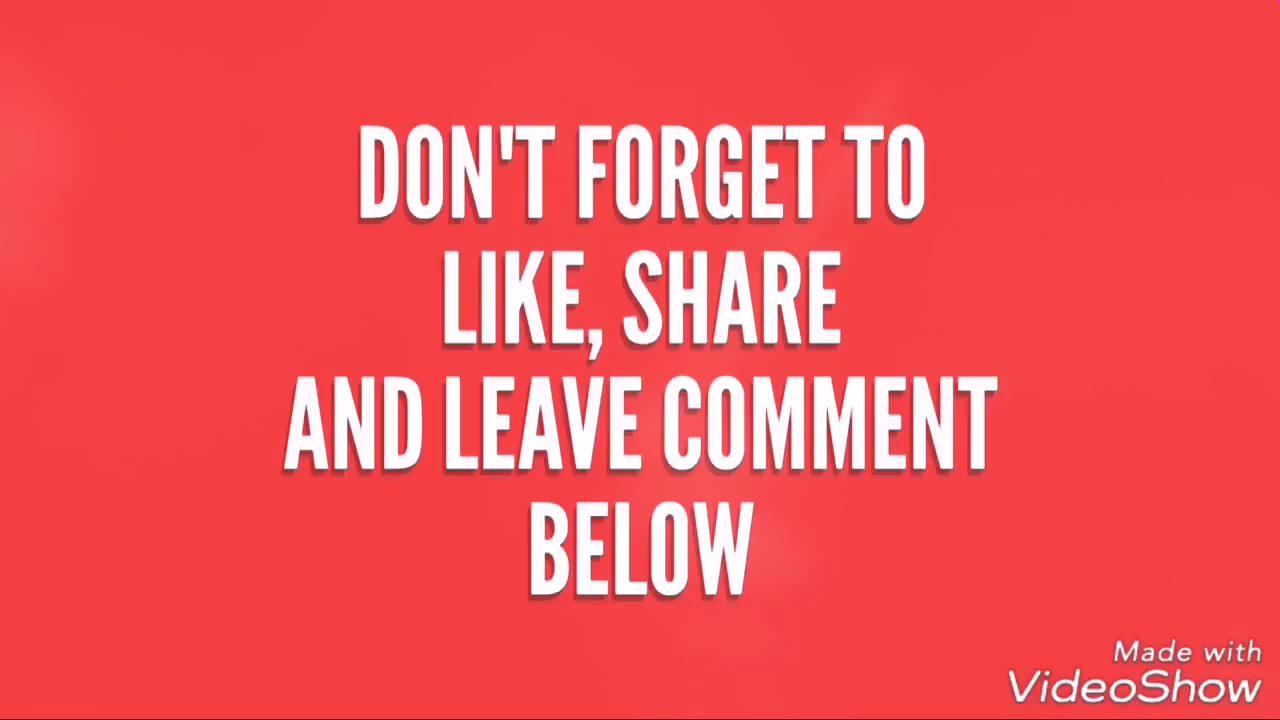 DON'T FORGET TO
LIKE, SHARE
AND LEAVE COMMENT
BELOW
Made with
VideoShow